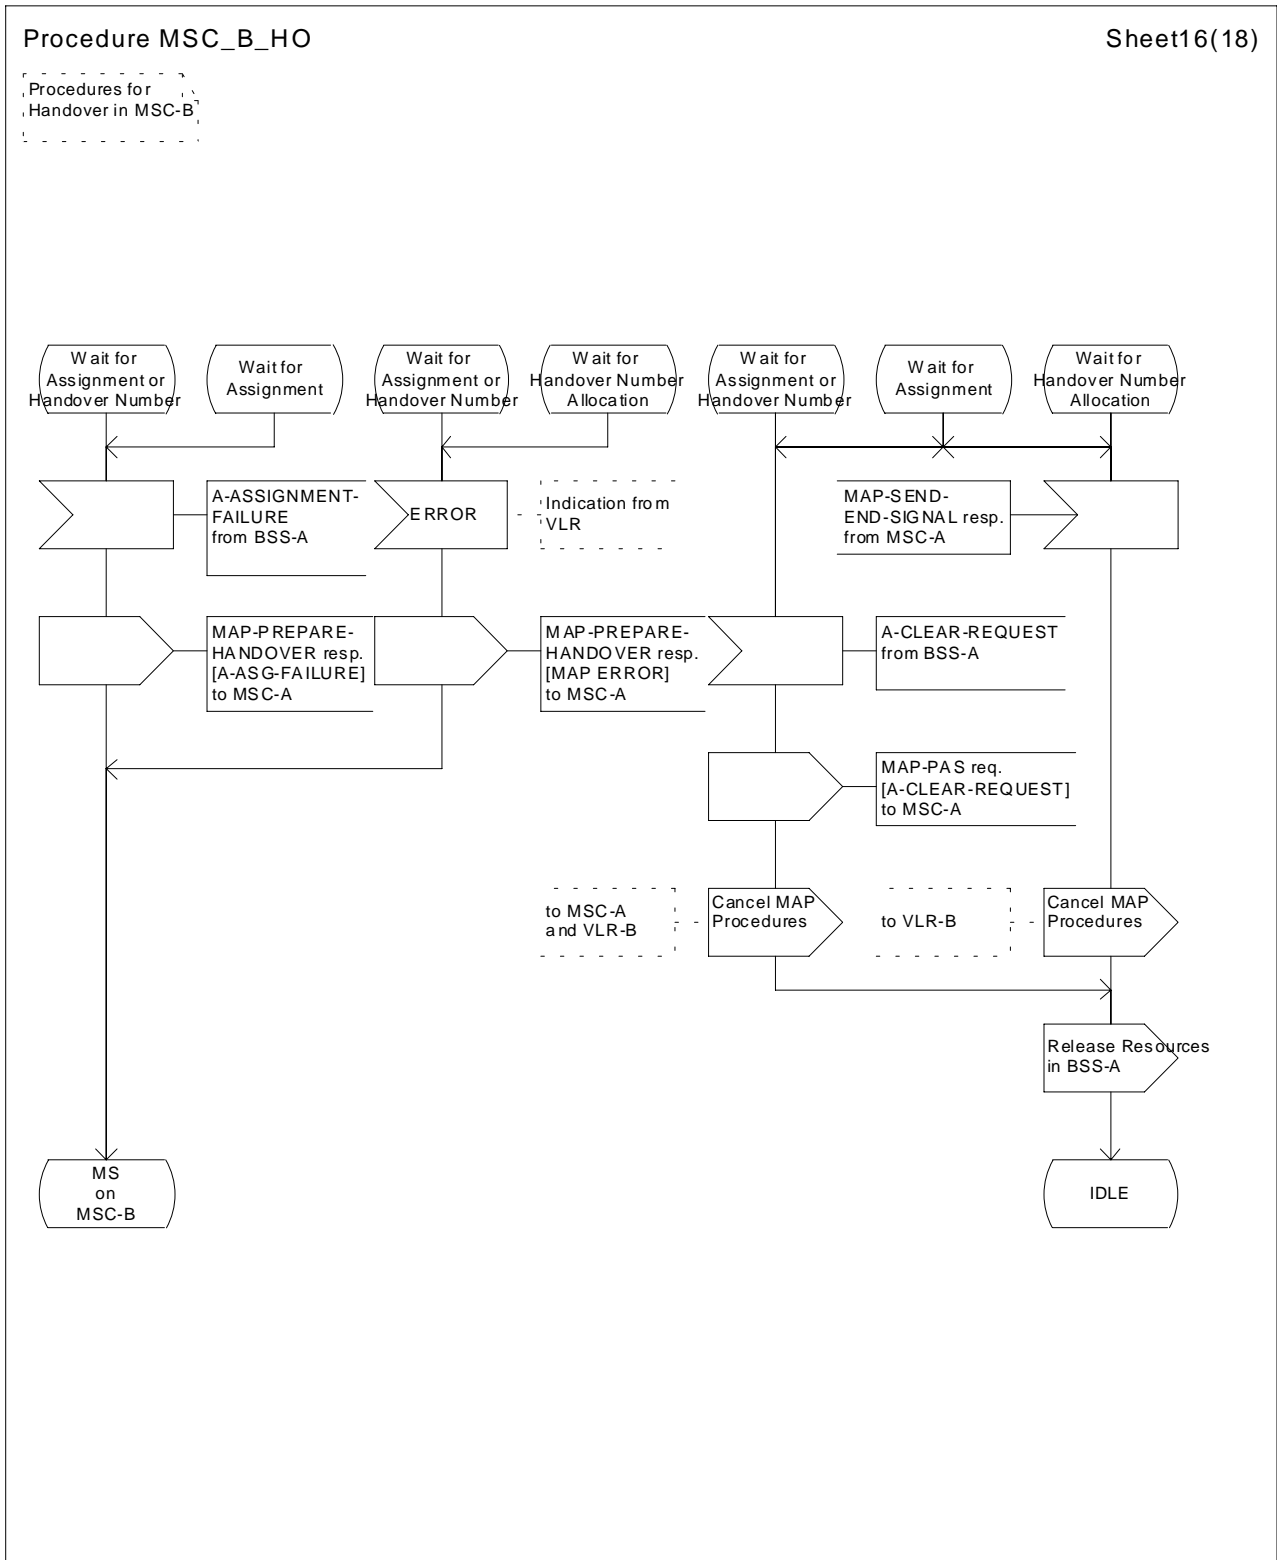 Procedure MSC_B_HO
Sheet16(18)
Procedures for
Handover in MSC-B
Wait for
Assignment or
Handover Number
Wait for
Assignment
Wait for
Assignment or
Handover Number
Wait for
Handover Number
Allocation
Wait for
Assignment or
Handover Number
Wait for
Assignment
Wait for
Handover Number
Allocation
A-ASSIGNMENT-
FAILURE
from BSS-A
ERROR
Indication from
VLR
MAP-SEND-
END-SIGNAL resp.
from MSC-A
MAP-PREPARE-
HANDOVER resp.
[A-ASG-FAILURE]
to MSC-A
MAP-PREPARE-
HANDOVER resp.
[MAP ERROR]
to MSC-A
A-CLEAR-REQUEST
from BSS-A
MAP-PAS req.
[A-CLEAR-REQUEST]
to MSC-A
to MSC-A
and VLR-B
Cancel MAP
Procedures
to VLR-B
Cancel MAP
Procedures
Release Resources
in BSS-A
MS
on
MSC-B
IDLE